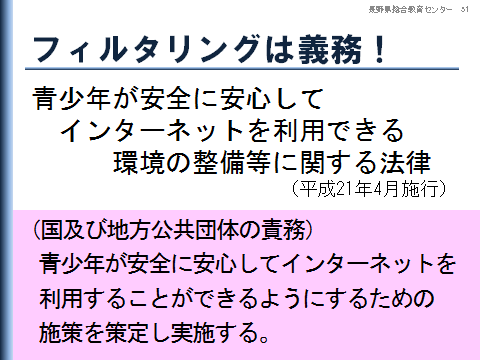 長野県総合教育センター 51
フィルタリングは義務！
青少年が安全に安心して
インターネットを利用できる
環境の整備等に関する法律
（平成21年4月施行）
(国及び地方公共団体の責務)
青少年が安全に安心してインターネットを
利用することができるようにするための
施策を策定し実施する。